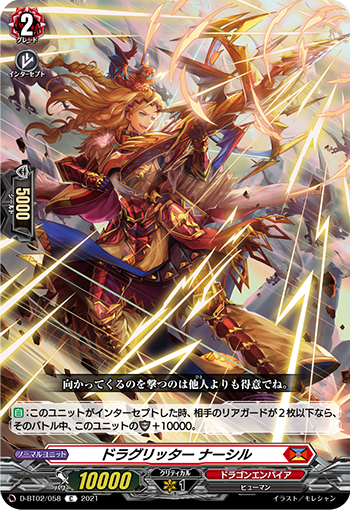 2
グレード
インターセプト
5000
シールド
向かってくるのを撃つのは他人よりも得意でね。
:このユニットがインターセプトした時、相手のリアガードが2枚以下なら、
そのバトル中、このユニットの+10000。
ノーマルユニット
ドラグリッター ナーシル
パワー
10000
クリティカル
1
ドラゴンエンパイア
ヒューマン
D-BT02/058 C 2021
イラスト/モレシャン